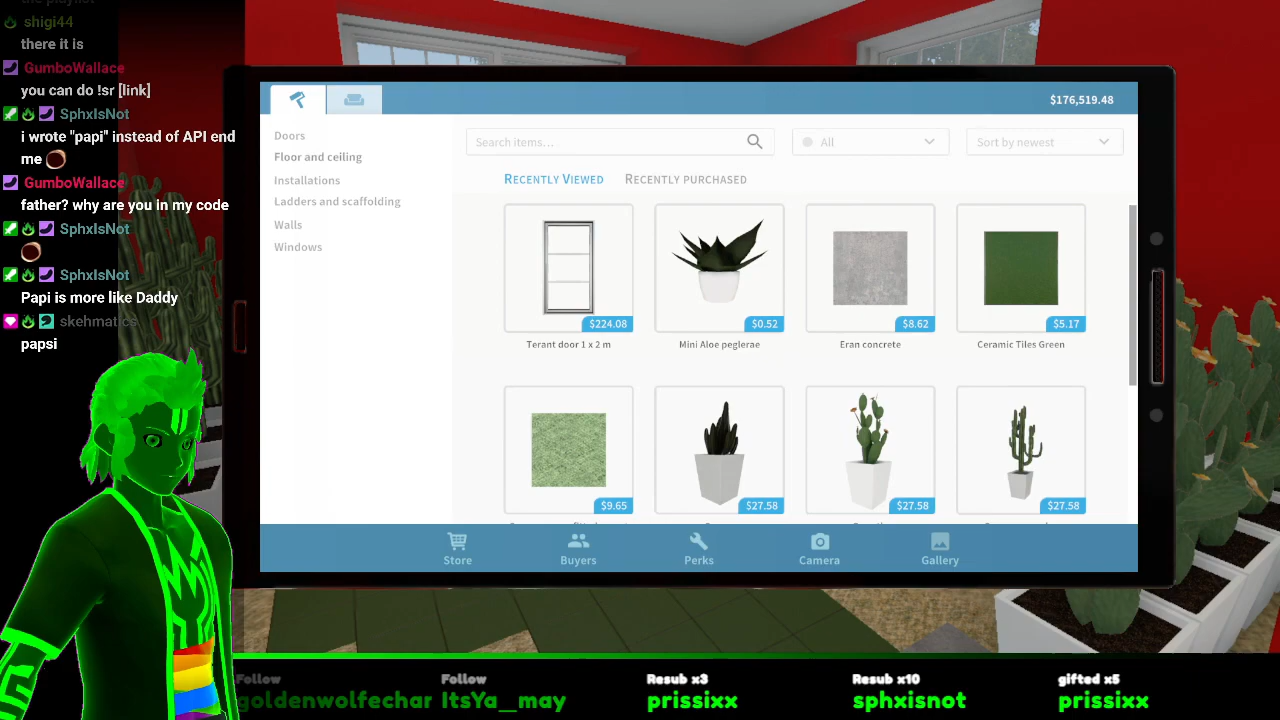 the playlist
shigi44
there it is
GumboWallace
you can do !sr [link]
SphxIsNot
i wrote "papi" instead of API end
me
GumboWallace
father? why are you in my code
SphxIsNot
SphxIsNot
Papi is more like Daddy
skehmatics
papsi
$176,519.48
Doors
Floor and ceiling
Installations
Ladders and scaffolding
Walls
Windows
Search items...
All
Sort by newest
Recently Viewed
Recently purchased
$224.08
$0.52
$8.62
$5.17
Terant door 1 x 2 m
Mini Aloe peglerae
Eran concrete
Ceramic Tiles Green
$9.65
$27.58
$27.58
$27.58
Store
Buyers
Perks
Camera
Gallery
Follow
goldenwolfechar
Follow
ItsYa__may
Resub x3
prissixx
Resub x10
sphxisnot
gifted x5
prissixx